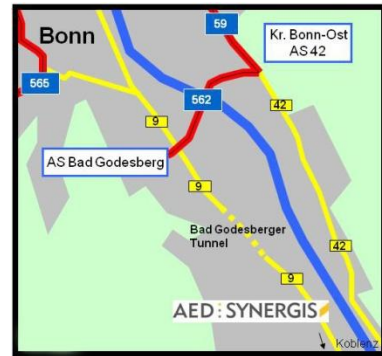 59
Bonn
Kr. Bonn-Ost
AS 42
565
562
42
9
AS Bad Godesberg
9
Bad Godesberger
Tunnel
42
9
AED:SYNERGIS
Koblenz